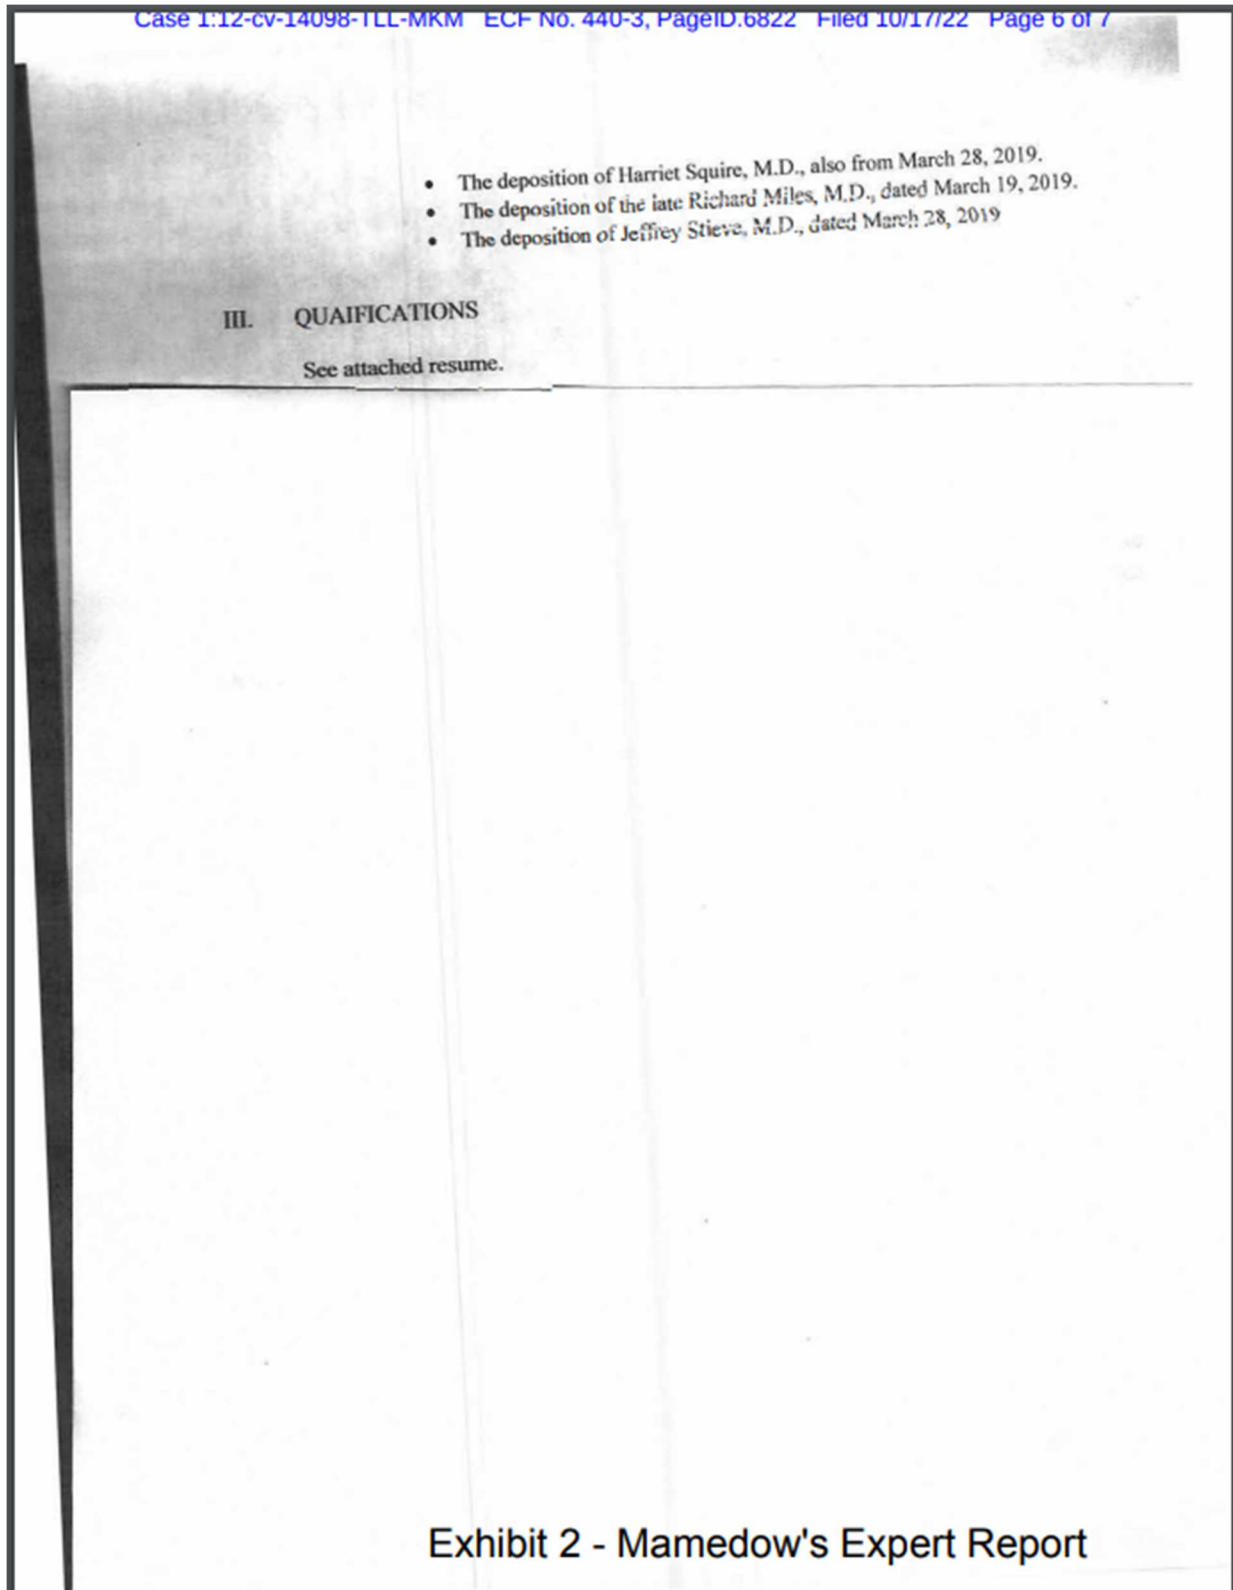 Case 1:12-cv-14098-TLL-MKM ECF No. 440-3, PageID.6822 Filed 10/17/22 Page 6 of 7
• The deposition of Harriet Squire, M.D., also from March 28, 2019.
• The deposition of the late Richard Miles, M.D., dated March 19, 2019.
• The deposition of Jeffrey Stieve, M.D., dated March 28, 2019
III. QUAIFICATIONS
See attached resume.
Exhibit 2 - Mamedow's Expert Report